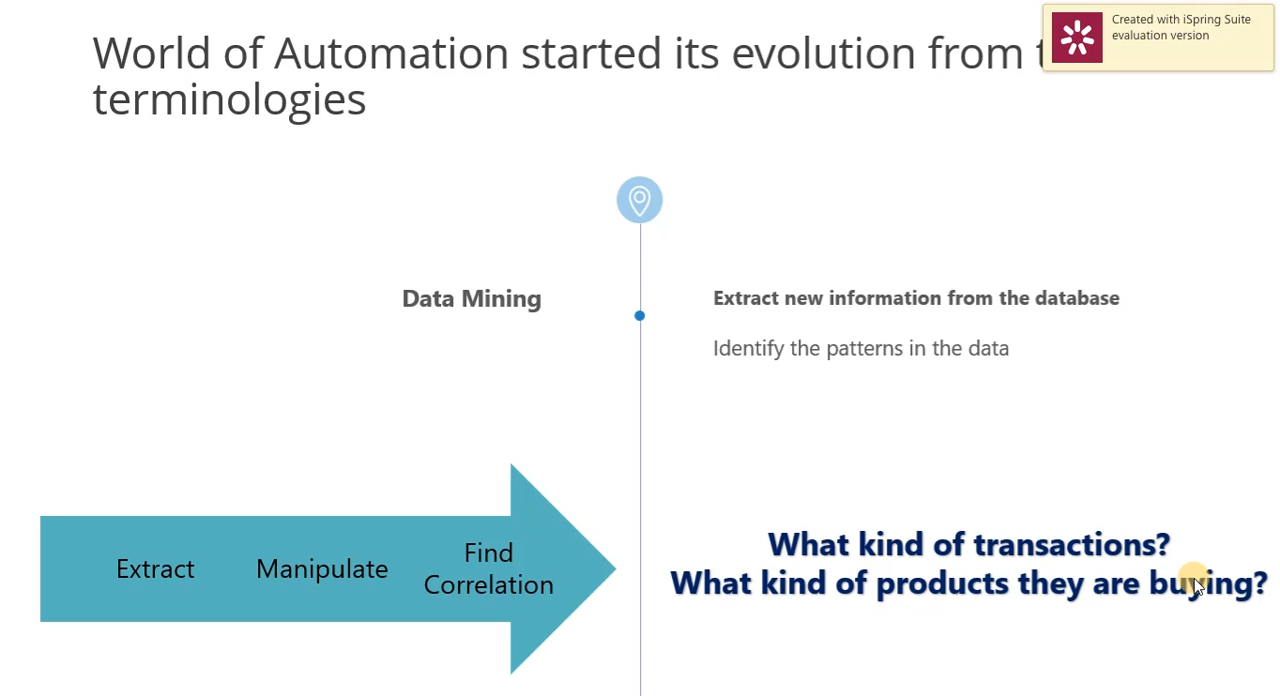 World of Automation started its evolution from
terminologies
Created with iSpring Suite
evaluation version
Data Mining
Extract new information from the database
Identify the patterns in the data
Extract
Manipulate
Find
Correlation
What kind of transactions?
What kind of products they are buying?